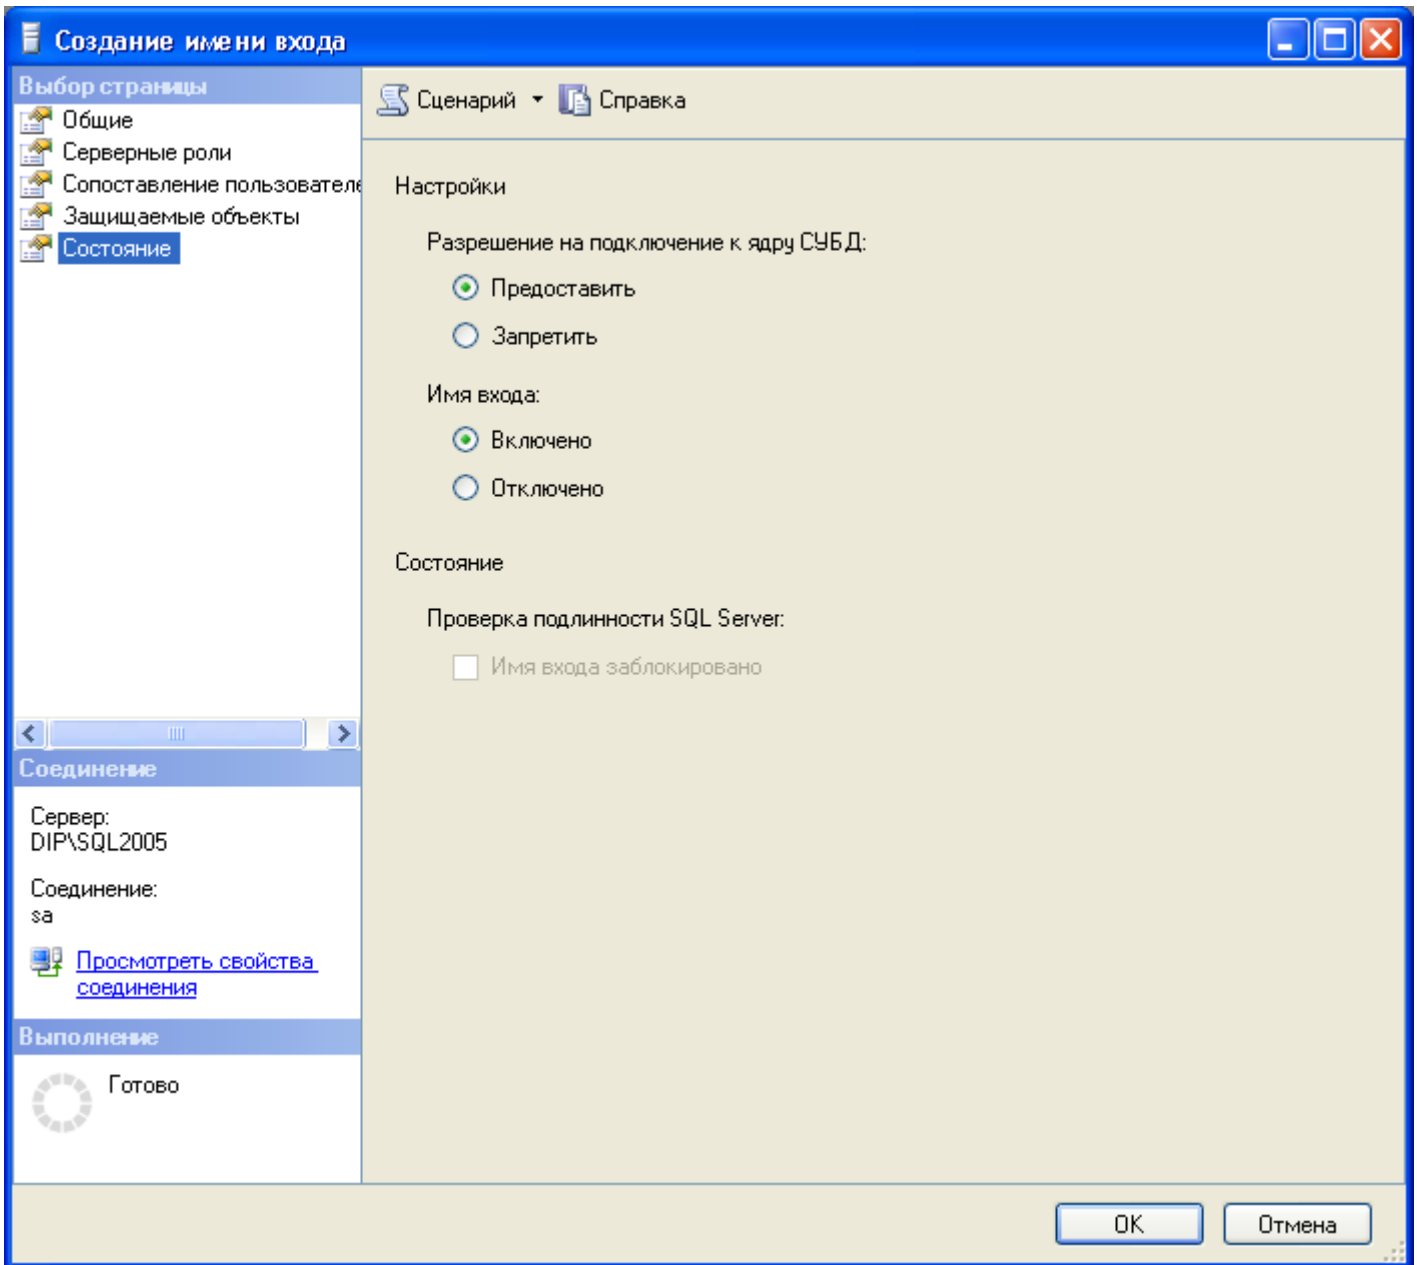 Создание имени входа
Выбор страницы
Общие
Серверные роли
Сопоставление пользователе
Защищаемые объекты
Состояние
Сценарий
Справка
Настройки
Разрешение на подключение к ядру СУБД:
Предоставить
Запретить
Имя входа:
Включено
Отключено
Состояние
Проверка подлинности SQL Server:
Имя входа заблокировано
Соединение
Сервер:
DIP\SQL2005
Соединение:
sa
Просмотреть свойства
соединения
Выполнение
Готово
OK
Отмена